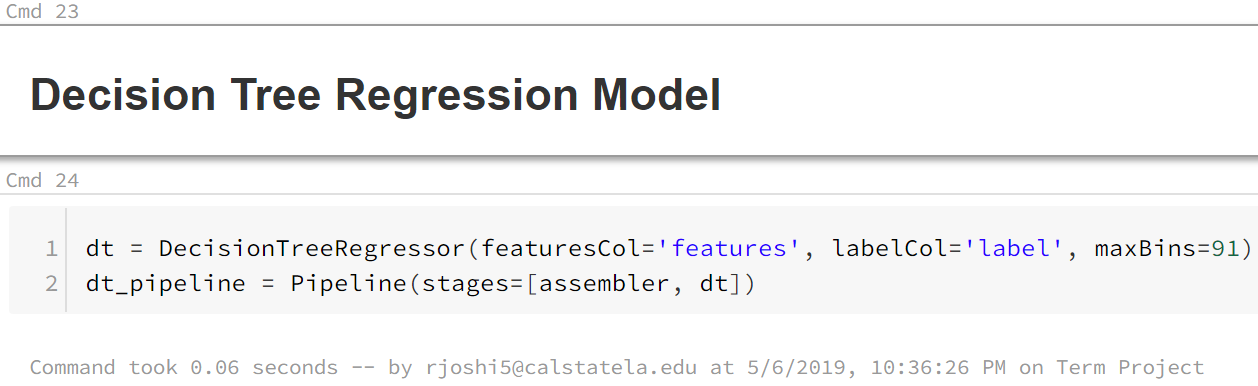 Cmd 23
Decision Tree Regression Model
Cmd 24
1 dt = DecisionTreeRegressor(featuresCol='features', labelCol='label', maxBins=91)
2 dt_pipeline = Pipeline(stages=[assembler, dt])
Command took 0.06 seconds -- by rjoshi5@calstatela.edu at 5/6/2019, 10:36:26 PM on Term Project